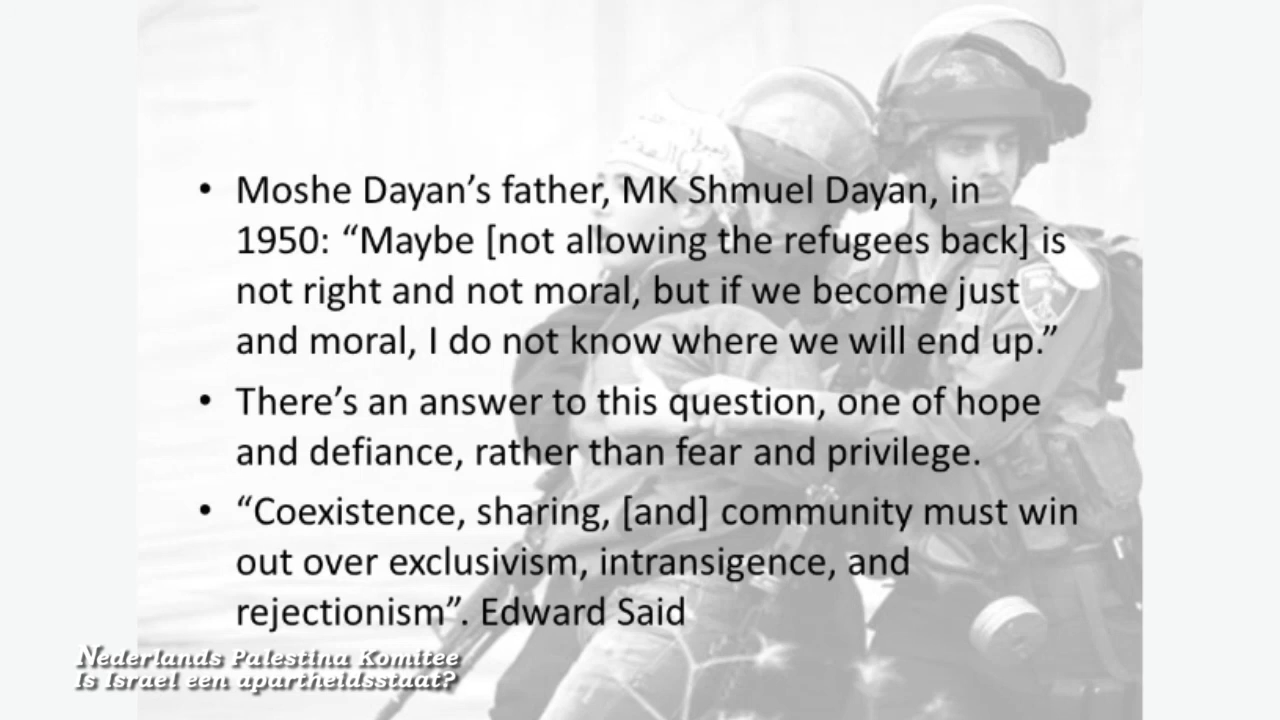 • Moshe Dayan’s father, MK Shmuel Dayan, in
1950: “Maybe [not allowing the refugees back] is
not right and not moral, but if we become just
and moral, I do not know where we will end up.”
• There’s an answer to this question, one of hope
and defiance, rather than fear and privilege.
• “Coexistence, sharing, [and] community must win
out over exclusivism, intransigence, and
rejectionism”. Edward Said
Nederlands Palestina Komitee
Is Israel een apartheidsstaat?